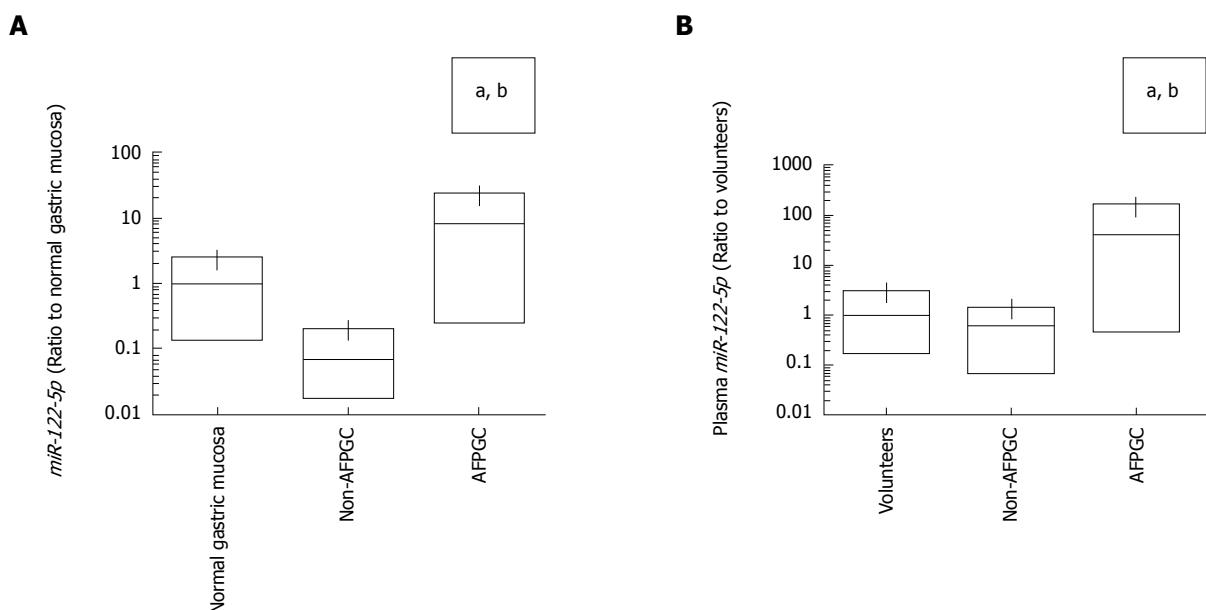 A
a, b
miR-122-5p (Ratio to normal gastric mucosa)
100
10
1
0.1
0.01
Normal gastric mucosa
Non-AFPGC
AFPGC
B
a, b
Plasma miR-122-5p (Ratio to volunteers)
1000
100
10
1
0.1
0.01
Volunteers
Non-AFPGC
AFPGC